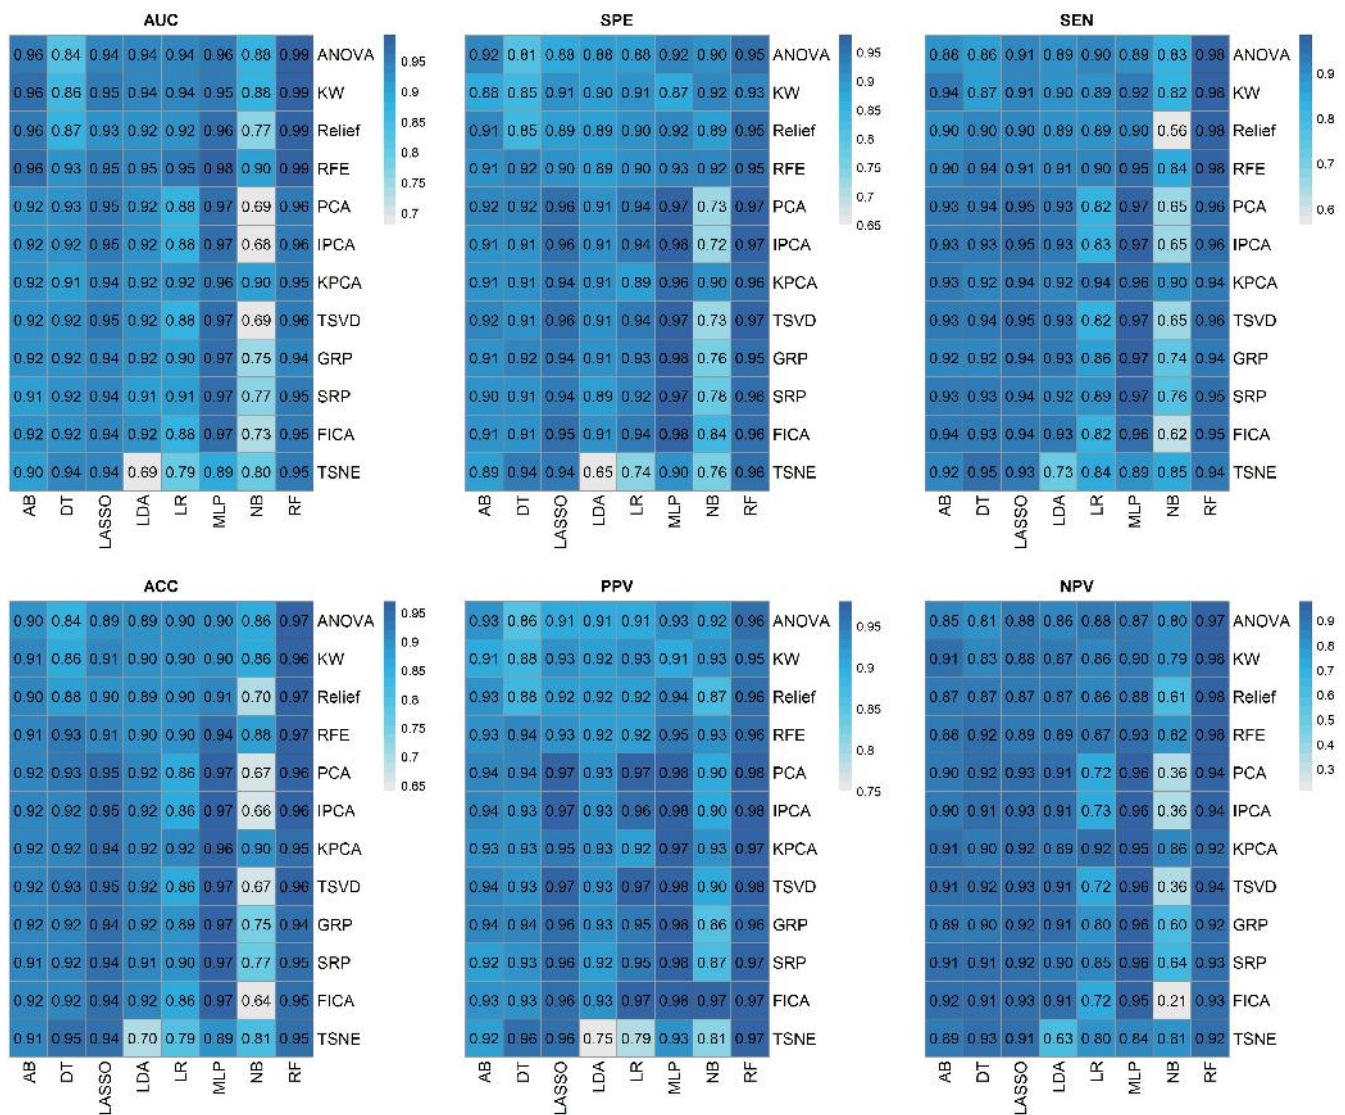 AUC
0.96 0.84 0.94 0.94 0.94 0.96 0.88 0.99 ANOVA
0.96 0.86 0.95 0.94 0.94 0.95 0.88 0.99 KW
0.96 0.87 0.93 0.92 0.92 0.96 0.77 0.99 Relief
0.96 0.93 0.95 0.95 0.95 0.98 0.90 0.99 RFE
0.92 0.93 0.95 0.92 0.88 0.97 0.69 0.96 PCA
0.92 0.92 0.95 0.92 0.88 0.97 0.68 0.96 IPCA
0.92 0.91 0.94 0.92 0.92 0.96 0.90 0.95 KPCA
0.92 0.92 0.95 0.92 0.88 0.97 0.69 0.96 TSVD
0.92 0.92 0.94 0.92 0.90 0.97 0.75 0.94 GRP
0.91 0.92 0.94 0.91 0.91 0.97 0.77 0.95 SRP
0.92 0.92 0.94 0.92 0.88 0.97 0.73 0.95 FICA
0.90 0.94 0.94 0.69 0.79 0.89 0.80 0.95 TSNE
AB DT LASSO LDA LR MLP NB RF
0.95
0.9
0.85
0.8
0.75
0.7
SPE
0.92 0.81 0.88 0.88 0.88 0.92 0.90 0.95 ANOVA
0.88 0.85 0.91 0.90 0.91 0.87 0.92 0.93 KW
0.91 0.85 0.89 0.89 0.90 0.92 0.89 0.95 Relief
0.91 0.92 0.90 0.89 0.90 0.93 0.92 0.95 RFE
0.92 0.92 0.96 0.91 0.94 0.97 0.73 0.97 PCA
0.91 0.91 0.96 0.91 0.94 0.98 0.72 0.97 IPCA
0.91 0.91 0.94 0.91 0.89 0.96 0.90 0.96 KPCA
0.92 0.91 0.96 0.91 0.94 0.97 0.73 0.97 TSVD
0.91 0.92 0.94 0.91 0.93 0.98 0.76 0.95 GRP
0.90 0.91 0.94 0.89 0.92 0.97 0.78 0.96 SRP
0.91 0.91 0.95 0.91 0.94 0.98 0.84 0.96 FICA
0.89 0.94 0.94 0.65 0.74 0.90 0.76 0.96 TSNE
AB DT LASSO LDA LR MLP NB RF
0.95
0.9
0.85
0.8
0.75
0.7
0.65
SEN
0.88 0.86 0.91 0.89 0.90 0.89 0.83 0.98 ANOVA
0.94 0.87 0.91 0.90 0.89 0.92 0.82 0.98 KW
0.90 0.90 0.90 0.89 0.89 0.90 0.56 0.98 Relief
0.90 0.94 0.91 0.91 0.90 0.95 0.84 0.98 RFE
0.93 0.94 0.95 0.93 0.82 0.97 0.65 0.96 PCA
0.93 0.93 0.95 0.93 0.83 0.97 0.65 0.96 IPCA
0.93 0.92 0.94 0.92 0.94 0.96 0.90 0.94 KPCA
0.93 0.94 0.95 0.93 0.82 0.97 0.65 0.96 TSVD
0.92 0.92 0.94 0.93 0.86 0.97 0.74 0.94 GRP
0.93 0.93 0.94 0.92 0.89 0.97 0.76 0.95 SRP
0.94 0.93 0.94 0.93 0.82 0.96 0.62 0.95 FICA
0.92 0.95 0.93 0.73 0.84 0.89 0.85 0.94 TSNE
AB DT LASSO LDA LR MLP NB RF
0.9
0.8
0.7
0.6
ACC
0.90 0.84 0.89 0.89 0.90 0.90 0.86 0.97 ANOVA
0.91 0.86 0.91 0.90 0.90 0.90 0.86 0.96 KW
0.90 0.88 0.90 0.89 0.90 0.91 0.70 0.97 Relief
0.91 0.93 0.91 0.90 0.90 0.94 0.88 0.97 RFE
0.92 0.93 0.95 0.92 0.86 0.97 0.67 0.96 PCA
0.92 0.92 0.95 0.92 0.86 0.97 0.66 0.96 IPCA
0.92 0.92 0.94 0.92 0.92 0.96 0.90 0.95 KPCA
0.92 0.93 0.95 0.92 0.86 0.97 0.67 0.96 TSVD
0.92 0.92 0.94 0.92 0.89 0.97 0.75 0.94 GRP
0.91 0.92 0.94 0.91 0.90 0.97 0.77 0.95 SRP
0.92 0.92 0.94 0.92 0.86 0.97 0.64 0.95 FICA
0.91 0.95 0.94 0.70 0.79 0.89 0.81 0.95 TSNE
AB DT LASSO LDA LR MLP NB RF
0.95
0.9
0.85
0.8
0.75
0.7
0.65
PPV
0.93 0.86 0.91 0.91 0.91 0.93 0.92 0.96 ANOVA
0.91 0.88 0.93 0.92 0.93 0.91 0.93 0.95 KW
0.93 0.88 0.92 0.92 0.92 0.94 0.87 0.96 Relief
0.93 0.94 0.93 0.92 0.92 0.95 0.93 0.96 RFE
0.94 0.94 0.97 0.93 0.97 0.98 0.90 0.98 PCA
0.94 0.93 0.97 0.93 0.96 0.98 0.90 0.98 IPCA
0.93 0.93 0.95 0.93 0.92 0.97 0.93 0.97 KPCA
0.94 0.93 0.97 0.93 0.97 0.98 0.90 0.98 TSVD
0.94 0.94 0.96 0.93 0.95 0.98 0.86 0.96 GRP
0.92 0.93 0.96 0.92 0.95 0.98 0.87 0.97 SRP
0.93 0.93 0.96 0.93 0.97 0.98 0.97 0.97 FICA
0.92 0.96 0.96 0.75 0.79 0.93 0.81 0.97 TSNE
AB DT LASSO LDA LR MLP NB RF
0.95
0.9
0.85
0.8
0.75
NPV
0.85 0.81 0.88 0.86 0.88 0.87 0.80 0.97 ANOVA
0.91 0.83 0.88 0.87 0.86 0.90 0.79 0.98 KW
0.87 0.87 0.87 0.87 0.86 0.88 0.61 0.98 Relief
0.88 0.92 0.89 0.89 0.87 0.93 0.82 0.98 RFE
0.90 0.92 0.93 0.91 0.72 0.96 0.36 0.94 PCA
0.90 0.91 0.93 0.91 0.73 0.96 0.36 0.94 IPCA
0.91 0.90 0.92 0.89 0.92 0.95 0.86 0.92 KPCA
0.91 0.92 0.93 0.91 0.72 0.96 0.36 0.94 TSVD
0.89 0.90 0.92 0.91 0.80 0.96 0.60 0.92 GRP
0.91 0.91 0.92 0.90 0.85 0.96 0.64 0.93 SRP
0.92 0.91 0.93 0.91 0.72 0.95 0.21 0.93 FICA
0.89 0.93 0.91 0.63 0.80 0.84 0.81 0.92 TSNE
AB DT LASSO LDA LR MLP NB RF
0.9
0.8
0.7
0.6
0.5
0.4
0.3